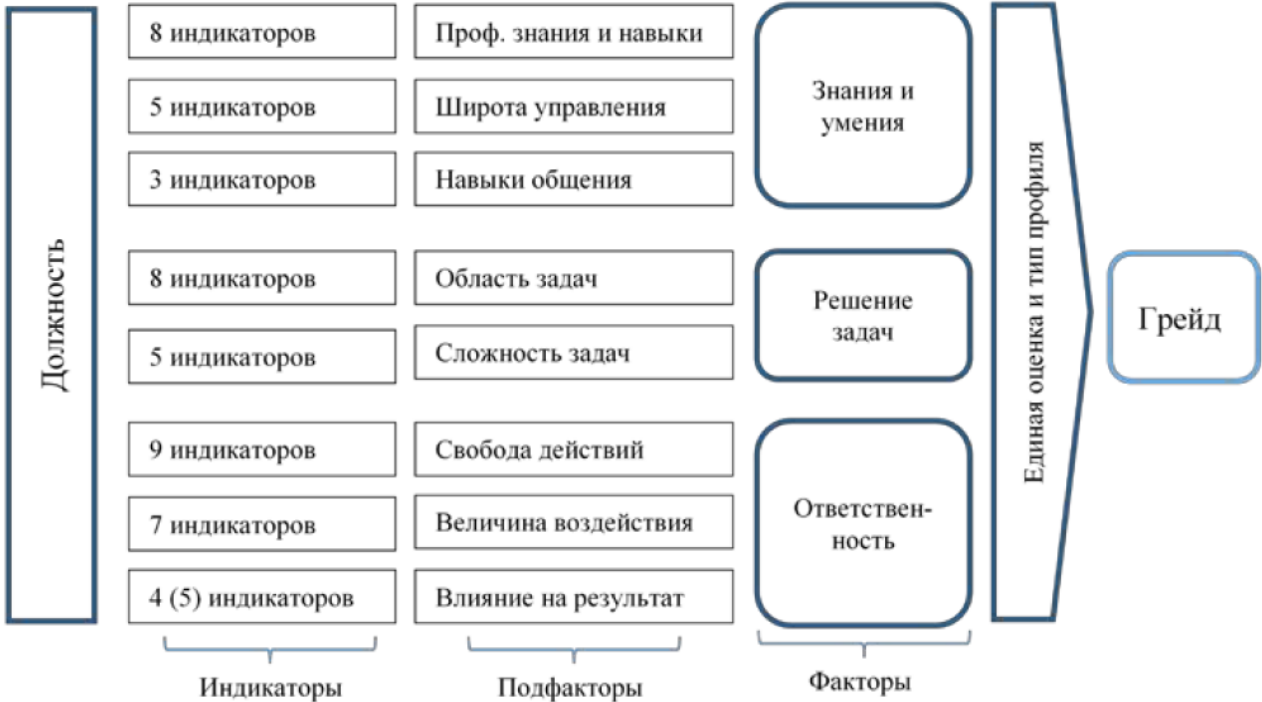 Должность
8 индикаторов
Проф. знания и навыки
5 индикаторов
Широта управления
3 индикаторов
Навыки общения
Знания и
умения
8 индикаторов
Область задач
5 индикаторов
Сложность задач
Решение
задач
9 индикаторов
Свобода действий
7 индикаторов
Величина воздействия
4 (5) индикаторов
Влияние на результат
Ответствен-
ность
Единая оценка и тип профиля
Грейд
Индикаторы
Подфакторы
Факторы